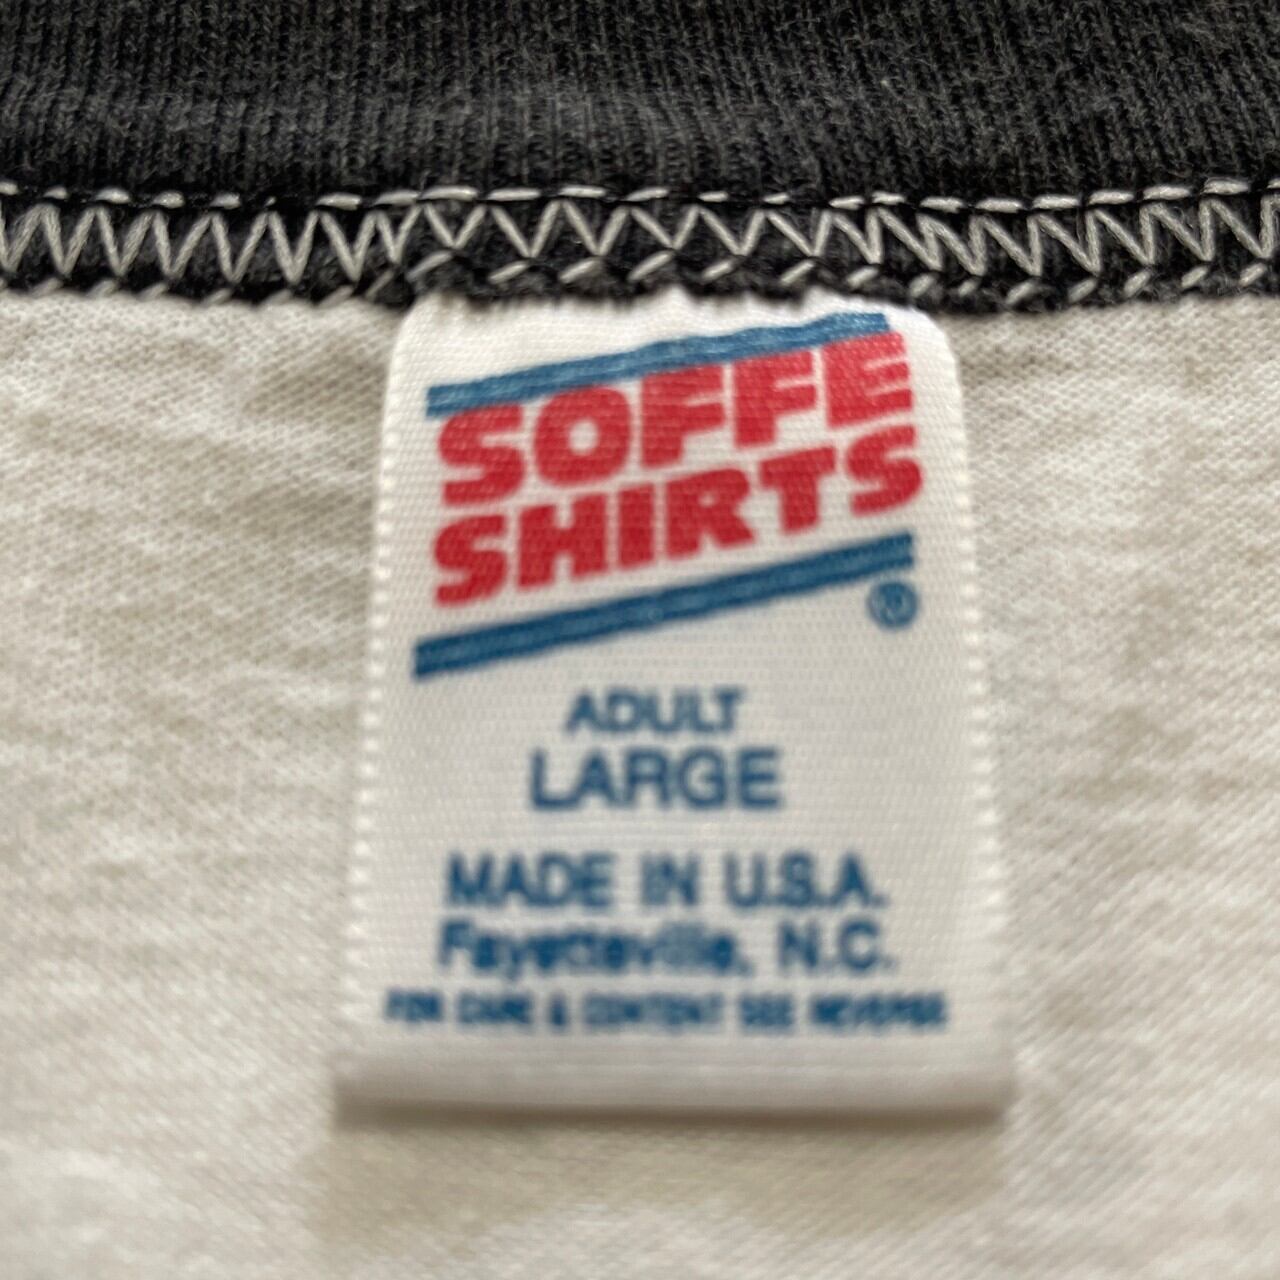 SOFFE
SHIRTS
®
ADULT
LARGE
MADE IN U.S.A.
Fayetteville, N.C.
FOR CARE & CONTENT SEE REVERSE